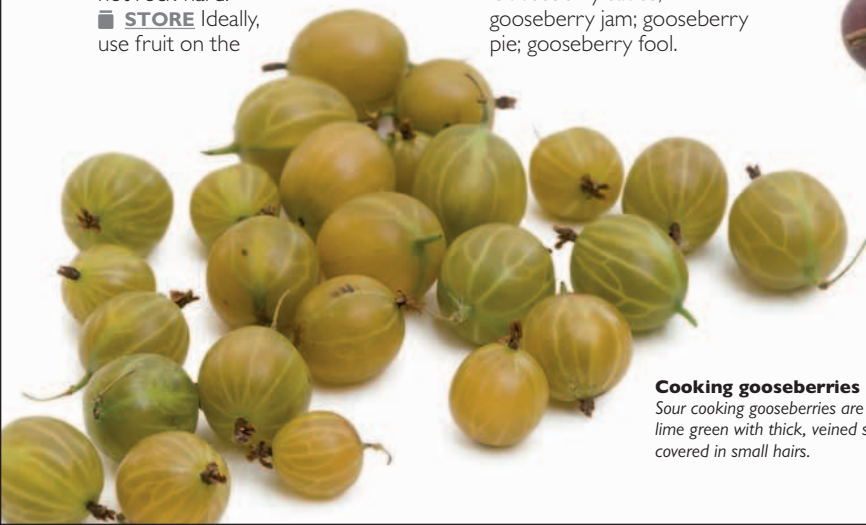 STORE Ideally,
use fruit on the
gooseberry jam; gooseberry
pie; gooseberry fool.
Cooking gooseberries
Sour cooking gooseberries are
lime green with thick, veined
covered in small hairs.